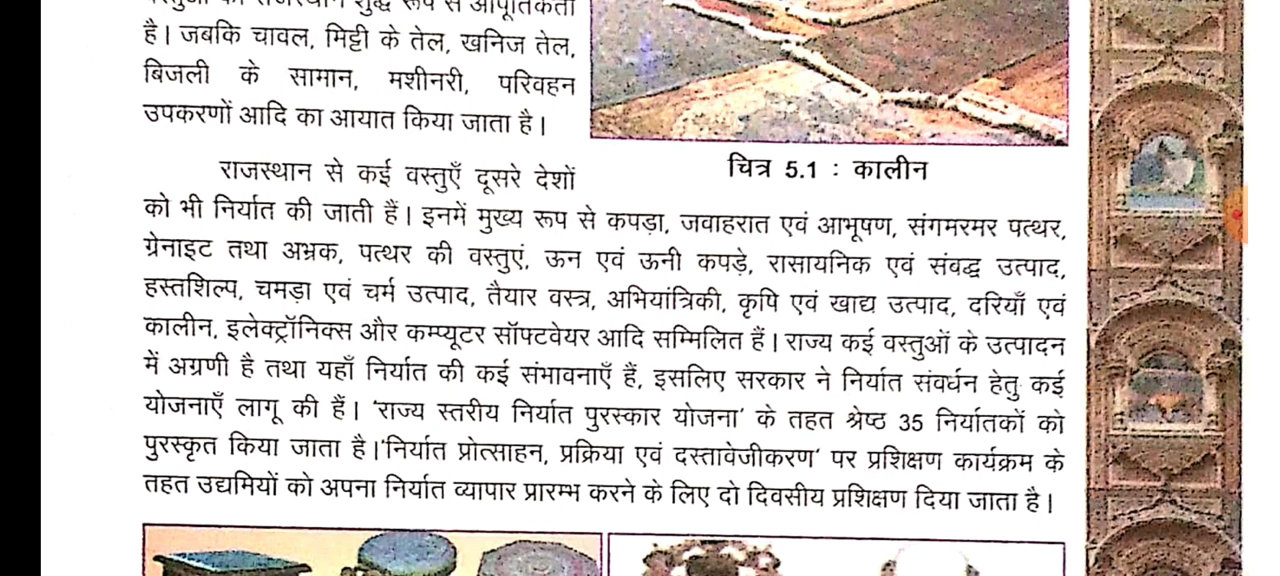 वस्तुओं का राजस्थान शुद्ध रूप से आपूर्तिकर्ता
है। जबकि चावल, मिट्टी के तेल, खनिज तेल,
बिजली के सामान, मशीनरी, परिवहन
उपकरणों आदि का आयात किया जाता है।
चित्र 5.1 : कालीन
राजस्थान से कई वस्तुएँ दूसरे देशों
को भी निर्यात की जाती हैं। इनमें मुख्य रूप से कपड़ा, जवाहरात एवं आभूषण, संगमरमर पत्थर,
ग्रेनाइट तथा अभ्रक, पत्थर की वस्तुएं, ऊन एवं ऊनी कपड़े, रासायनिक एवं संबद्ध उत्पाद,
हस्तशिल्प, चमड़ा एवं चर्म उत्पाद, तैयार वस्त्र, अभियांत्रिकी, कृषि एवं खाद्य उत्पाद, दरियाँ एवं
कालीन, इलेक्ट्रॉनिक्स और कम्प्यूटर सॉफ्टवेयर आदि सम्मिलित हैं। राज्य कई वस्तुओं के उत्पादन
में अग्रणी है तथा यहाँ निर्यात की कई संभावनाएँ हैं, इसलिए सरकार ने निर्यात संवर्धन हेतु कई
योजनाएँ लागू की हैं। 'राज्य स्तरीय निर्यात पुरस्कार योजना' के तहत श्रेष्ठ 35 निर्यातकों को
पुरस्कृत किया जाता है।'निर्यात प्रोत्साहन, प्रक्रिया एवं दस्तावेजीकरण' पर प्रशिक्षण कार्यक्रम के
तहत उद्यमियों को अपना निर्यात व्यापार प्रारम्भ करने के लिए दो दिवसीय प्रशिक्षण दिया जाता है।